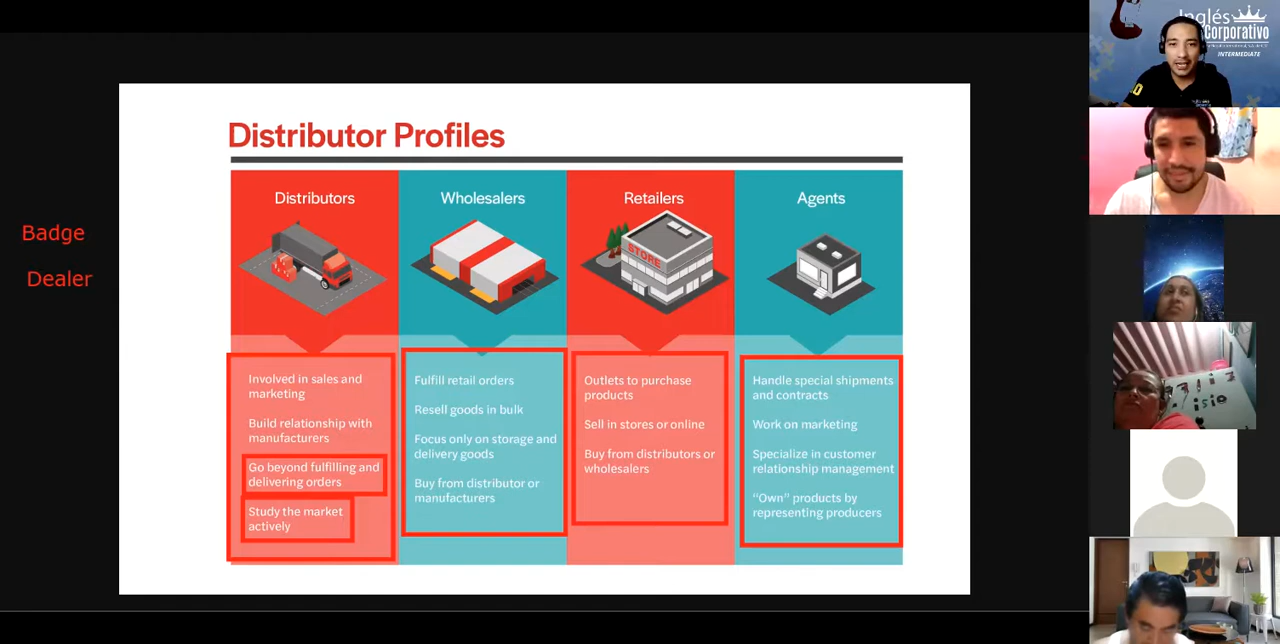 Distributor Profiles
Distributors
Wholesalers
Retailers
Agents
STORE
Involved in sales and
marketing
Build relationship with
manufacturers
Go beyond fulfilling and
delivering orders
Study the market
actively
Fulfill retail orders
Resell goods in bulk
Focus only on storage and
delivery goods
Buy from distributor or
manufacturers
Outlets to purchase
products
Sell in stores or online
Buy from distributors or
wholesalers
Handle special shipments
and contracts
Work on marketing
Specialize in customer
relationship management
“Own” products by
representing producers
Badge
Dealer
Inglés
Corporativo
INTERMEDIATE